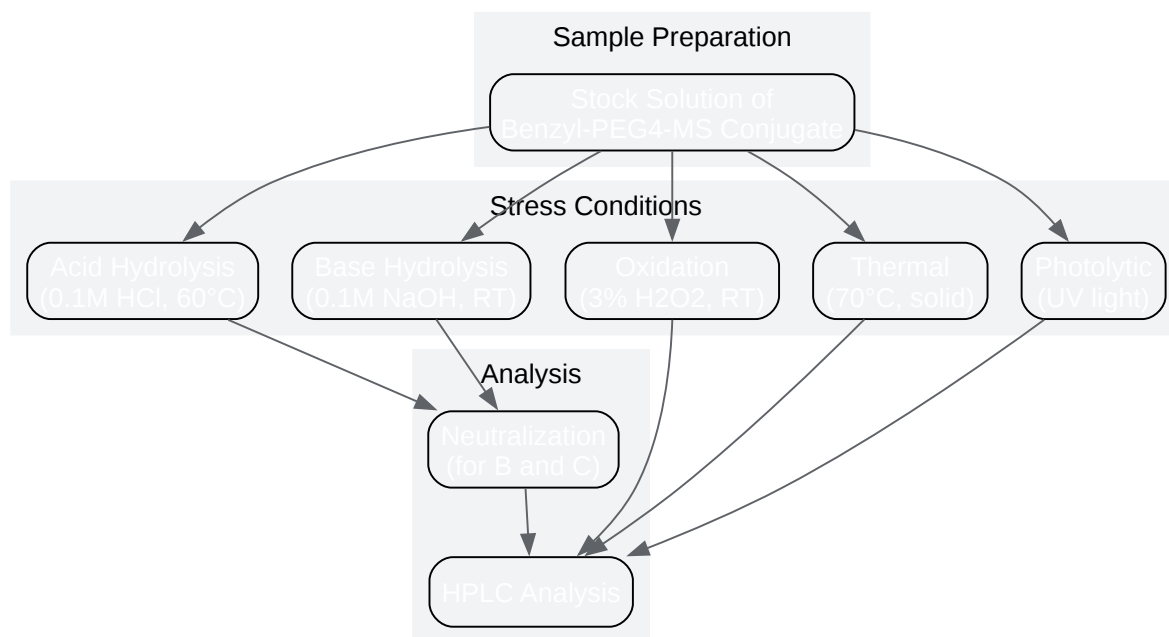 Sample Preparation
Stock Solution of
Benzyl-PEG4-MS Conjugate
Stress Conditions
Acid Hydrolysis
(0.1M HCl, 60°C)
Base Hydrolysis
(0.1M NaOH, RT)
Oxidation
(3% H2O2, RT)
Thermal
(70°C, solid)
Photolytic
(UV light)
Analysis
Neutralization
(for B and C)
HPLC Analysis